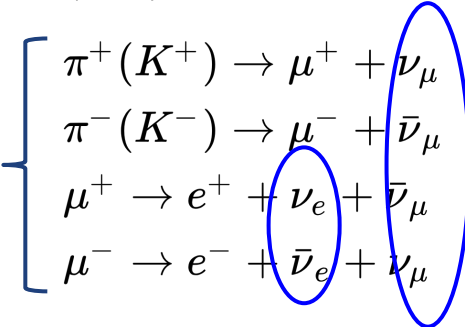 π⁺(K⁺) → μ⁺ + ν_μ
π⁻(K⁻) → μ⁻ + ν̄_μ
μ⁺ → e⁺ + ν_e + ν̄_μ
μ⁻ → e⁻ + ν̄_e + ν_μ